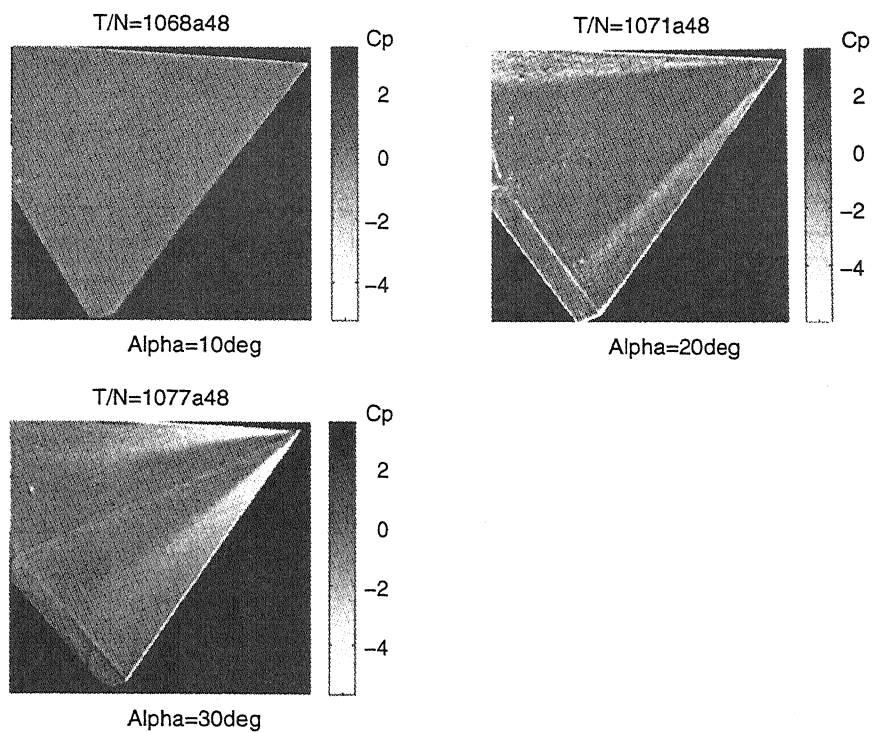 T/N=1068a48
Cp
2
0
−2
−4
Alpha=10deg
T/N=1071a48
Cp
2
0
−2
−4
Alpha=20deg
T/N=1077a48
Cp
2
0
−2
−4
Alpha=30deg